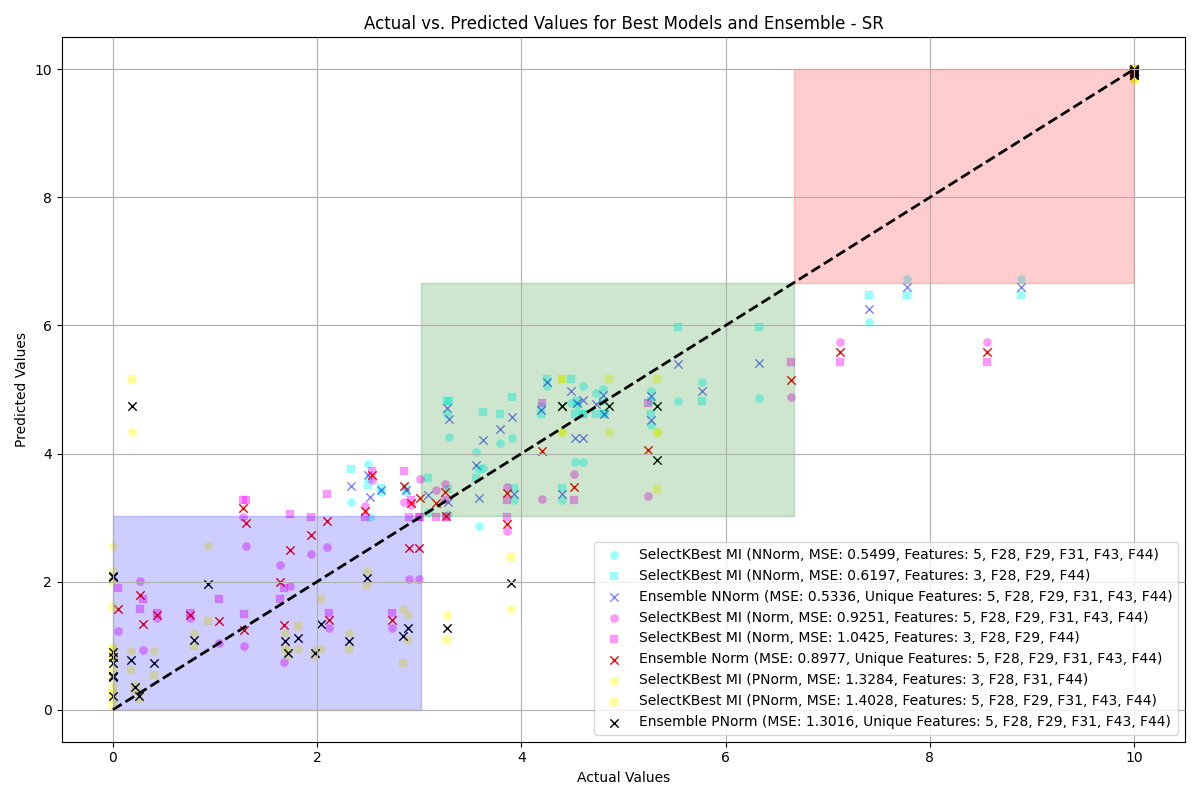 Actual vs. Predicted Values for Best Models and Ensemble - SR
Predicted Values
10
8
6
4
2
0
0 2 4 6 8 10
Actual Values
SelectKBest MI (NNorm, MSE: 0.5499, Features: 5, F28, F29, F31, F43, F44)
SelectKBest MI (NNorm, MSE: 0.6197, Features: 3, F28, F29, F44)
Ensemble NNorm (MSE: 0.5336, Unique Features: 5, F28, F29, F31, F43, F44)
SelectKBest MI (Norm, MSE: 0.9251, Features: 5, F28, F29, F31, F43, F44)
SelectKBest MI (Norm, MSE: 1.0425, Features: 3, F28, F29, F44)
Ensemble Norm (MSE: 0.8977, Unique Features: 5, F28, F29, F31, F43, F44)
SelectKBest MI (PNorm, MSE: 1.3284, Features: 3, F28, F31, F44)
SelectKBest MI (PNorm, MSE: 1.4028, Features: 5, F28, F29, F31, F43, F44)
Ensemble PNorm (MSE: 1.3016, Unique Features: 5, F28, F29, F31, F43, F44)